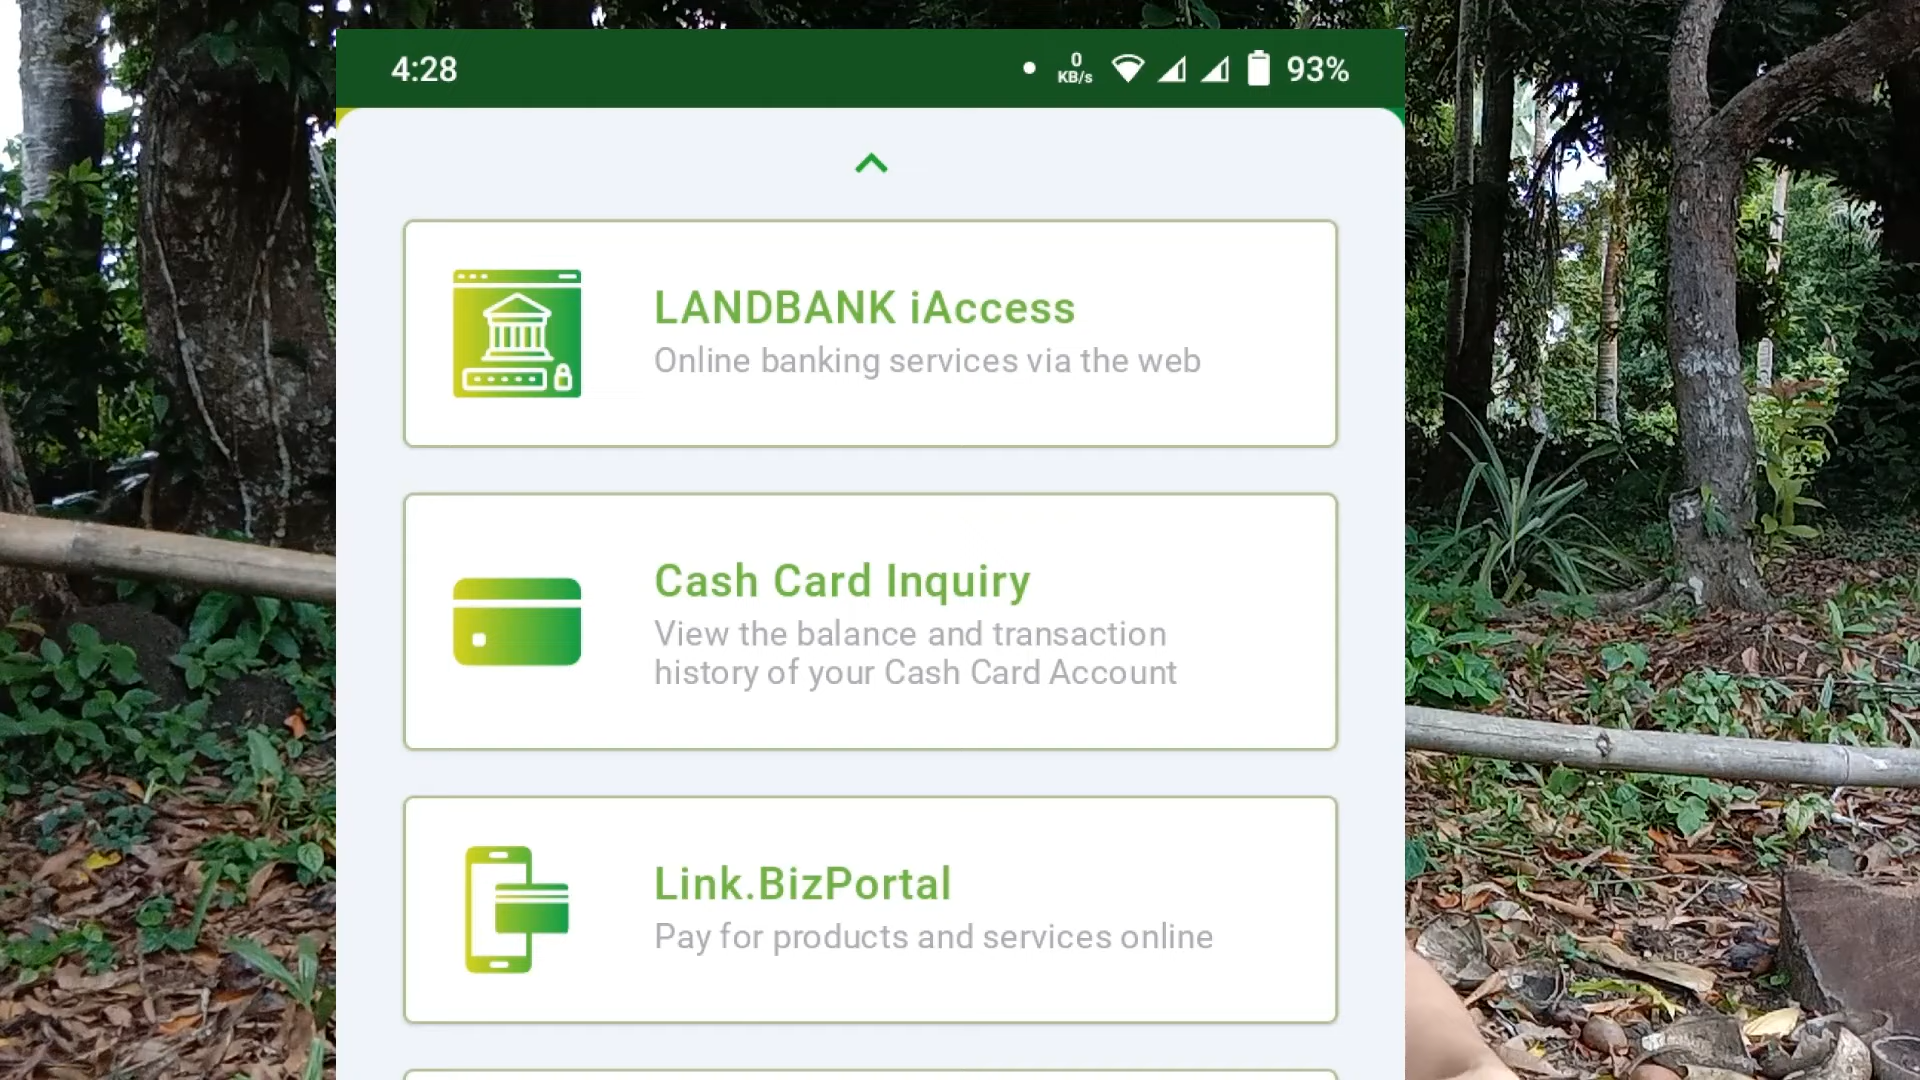 4:28
0
KB/s
93%
LANDBANK iAccess
Online banking services via the web
Cash Card Inquiry
View the balance and transaction
history of your Cash Card Account
Link.BizPortal
Pay for products and services online